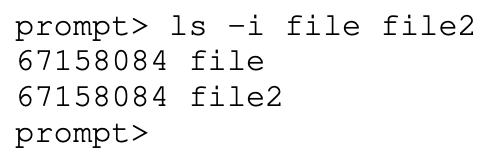 prompt> ls -i file file2
67158084 file
67158084 file2
prompt>